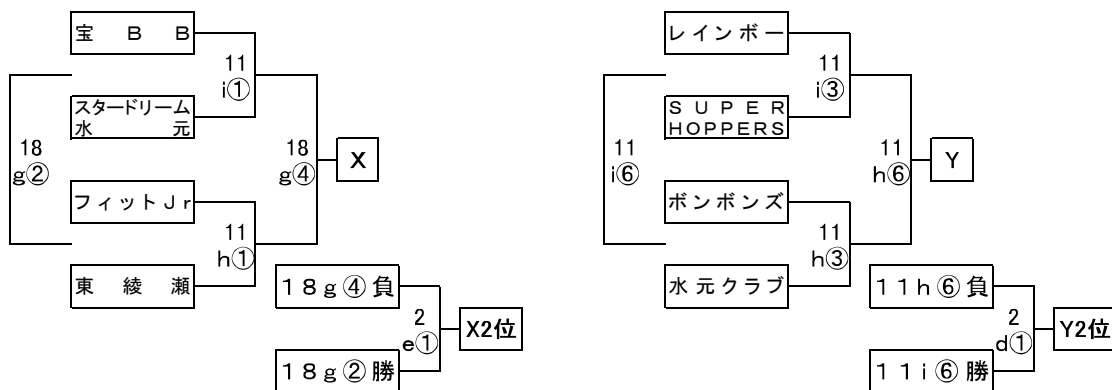 宝 B B
11
i①
スタードリーム
水 元
18
g②
18
g④
X
フィットJr
11
h①
東 綾 瀬
18g④負
2
e①
X2位
18g②勝
レインボー
11
i③
SUPER
HOPPERS
11
i⑥
11
h⑥
Y
ボンボンズ
11
h③
水元クラブ
11h⑥負
2
d①
Y2位
11i⑥勝